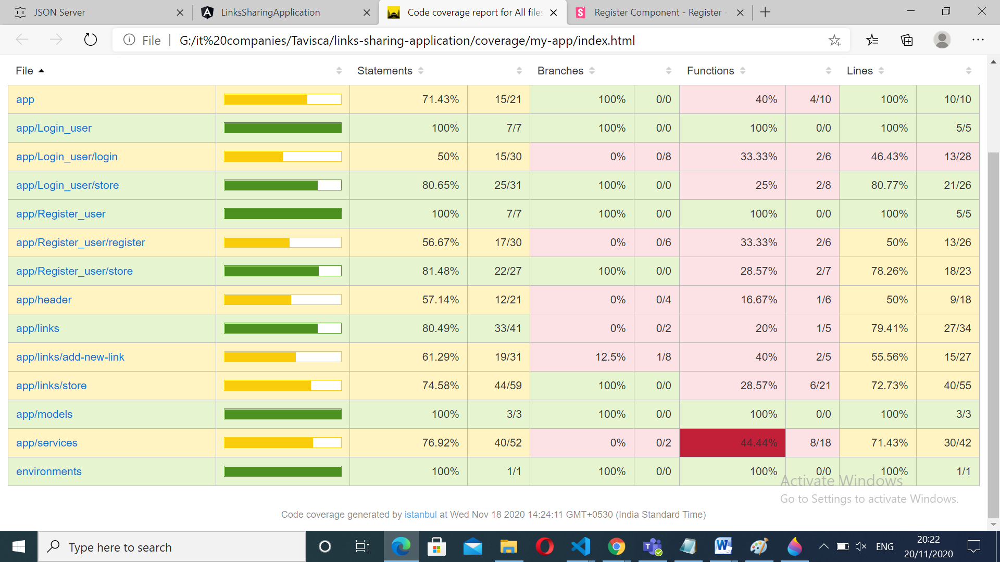 JSON Server
LinksSharingApplication
Code coverage report for All files
Register Component - Register
File | G:/it%20companies/Tavisca/links-sharing-application/coverage/my-app/index.html
File Statements Branches Functions Lines
app 71.43% 15/21 100% 0/0 40% 4/10 100% 10/10
app/Login_user 100% 7/7 100% 0/0 100% 0/0 100% 5/5
app/Login_user/login 50% 15/30 0% 0/8 33.33% 2/6 46.43% 13/28
app/Login_user/store 80.65% 25/31 100% 0/0 25% 2/8 80.77% 21/26
app/Register_user 100% 7/7 100% 0/0 100% 0/0 100% 5/5
app/Register_user/register 56.67% 17/30 0% 0/6 33.33% 2/6 50% 13/26
app/Register_user/store 81.48% 22/27 100% 0/0 28.57% 2/7 78.26% 18/23
app/header 57.14% 12/21 0% 0/4 16.67% 1/6 50% 9/18
app/links 80.49% 33/41 0% 0/2 20% 1/5 79.41% 27/34
app/links/add-new-link 61.29% 19/31 12.5% 1/8 40% 2/5 55.56% 15/27
app/links/store 74.58% 44/59 100% 0/0 28.57% 6/21 72.73% 40/55
app/models 100% 3/3 100% 0/0 100% 0/0 100% 3/3
app/services 76.92% 40/52 0% 0/2 44.44% 8/18 71.43% 30/42
environments 100% 1/1 100% 0/0 100% 0/0 100% 1/1
Activate Windows
Go to Settings to activate Windows.
Code coverage generated by istanbul at Wed Nov 18 2020 14:24:11 GMT+0530 (India Standard Time)
Type here to search
ENG
20:22
20/11/2020